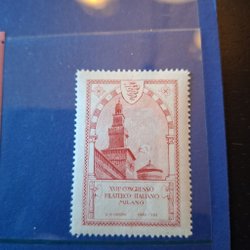 XVII° CONGRESSO
FILATELICO ITALIANO
MILANO